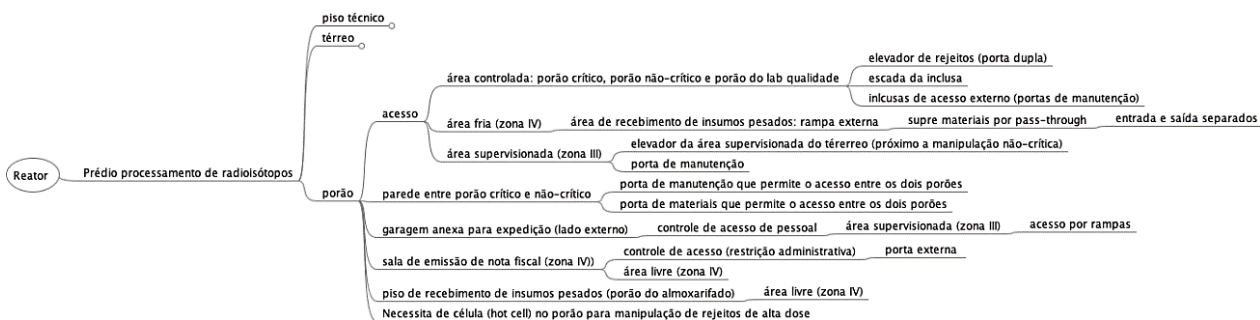 piso técnico
térreo
elevador de rejeitos (porta dupla)
área controlada: porão crítico, porão não-crítico e porão do lab qualidade
escada da inclusa
inlcusas de acesso externo (portas de manutenção)
acesso
área fria (zona IV)
área de recebimento de insumos pesados: rampa externa
supre materiais por pass-through
entrada e saída separados
área supervisionada (zona III)
elevador da área supervisionada do térerreo (próximo a manipulação não-crítica)
porta de manutenção
Reator
Prédio processamento de radioisótopos
porão
parede entre porão crítico e não-crítico
porta de manutenção que permite o acesso entre os dois porões
porta de materiais que permite o acesso entre os dois porões
garagem anexa para expedição (lado externo)
controle de acesso de pessoal
área supervisionada (zona III)
acesso por rampas
sala de emissão de nota fiscal (zona IV))
controle de acesso (restrição administrativa)
porta externa
área livre (zona IV)
piso de recebimento de insumos pesados (porão do almoxarifado)
área livre (zona IV)
Necessita de célula (hot cell) no porão para manipulação de rejeitos de alta dose